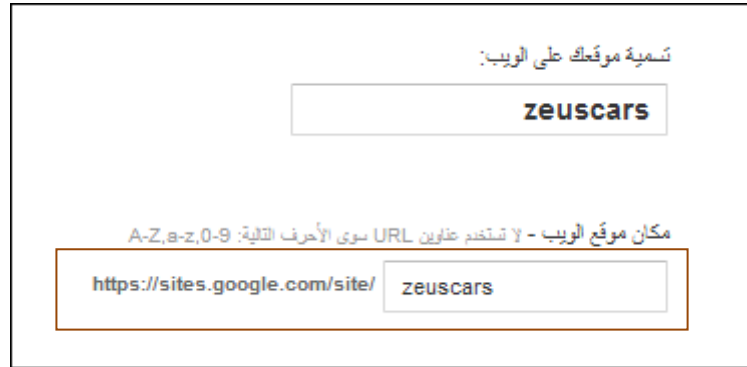 تسمية موقعك على الويب:
zeuscars
مكان موقع الويب - لا تستخدم عناوين URL سوى الأحرف التالية: A-Z,a-z,0-9
https://sites.google.com/site/ zeuscars